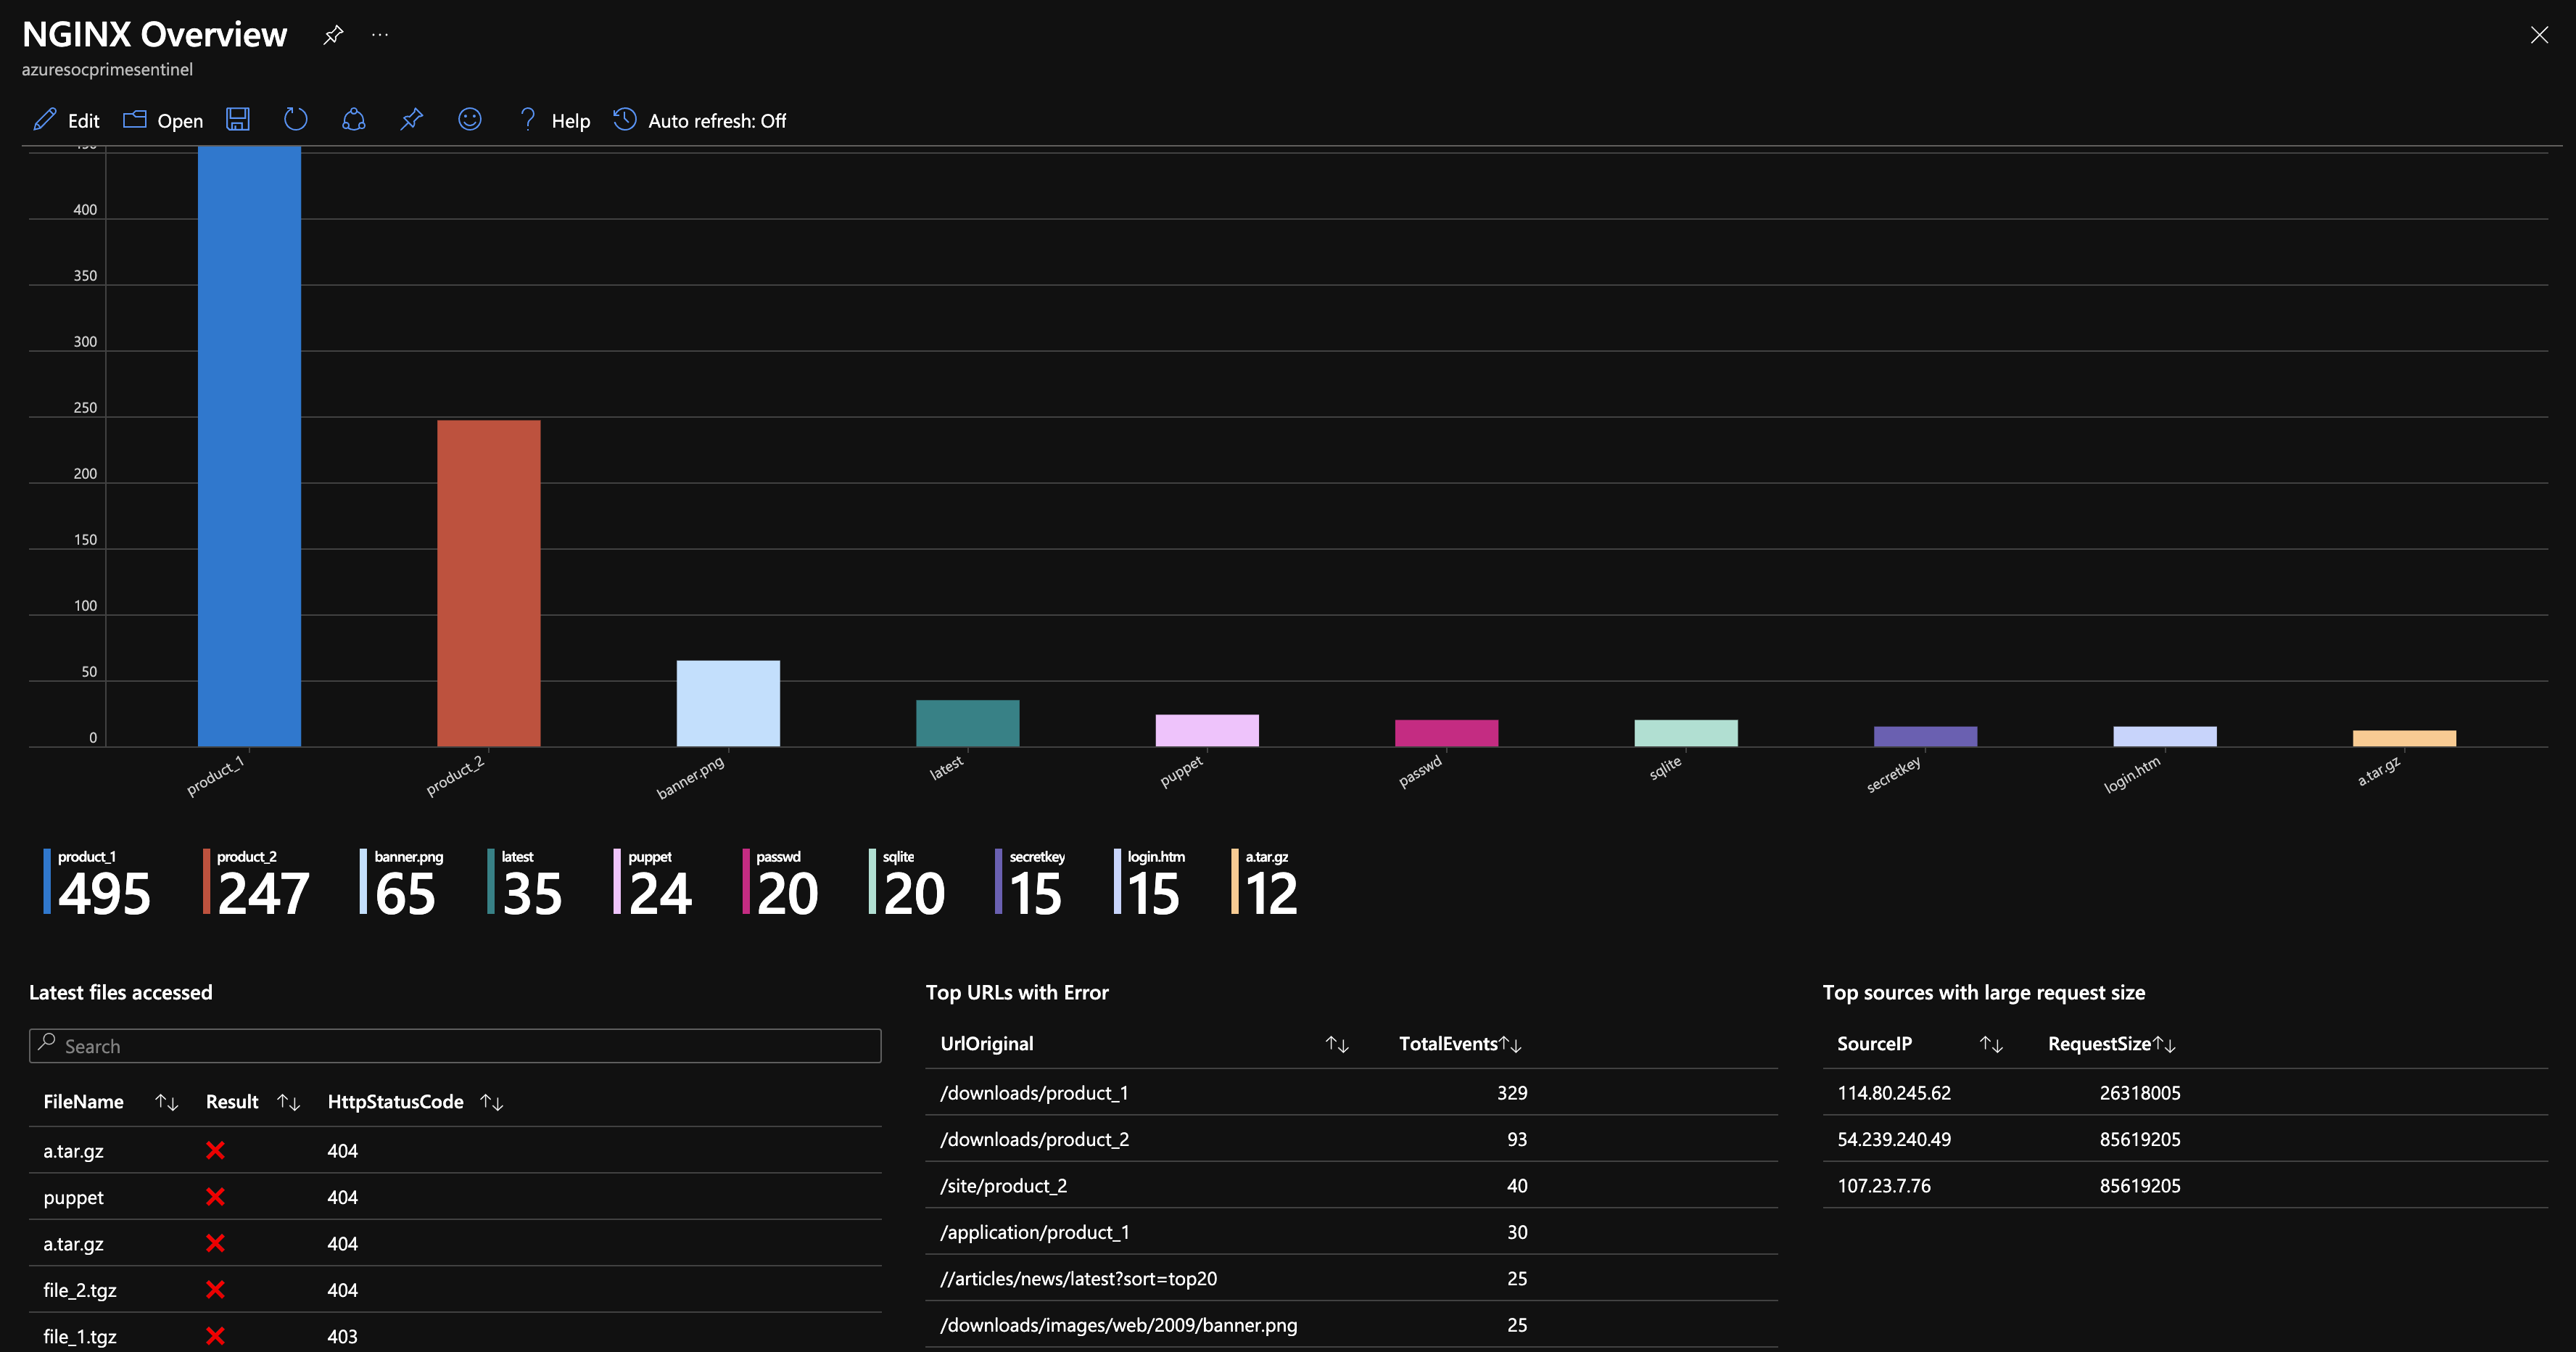 NGINX Overview
azuresocprimesentinel
Edit Open Help Auto refresh: Off
400
350
300
250
200
150
100
50
0
product_1 product_2 banner.png latest puppet passwd sqlite secretkey login.htm a.tar.gz
product_1 product_2 banner.png latest puppet passwd sqlite secretkey login.htm a.tar.gz
495 247 65 35 24 20 20 15 15 12
Latest files accessed
Search
FileName Result HttpStatusCode
a.tar.gz 404
puppet 404
a.tar.gz 404
file_2.tgz 404
file_1.tgz 403
Top URLs with Error
UrlOriginal TotalEvents
/downloads/product_1 329
/downloads/product_2 93
/site/product_2 40
/application/product_1 30
//articles/news/latest?sort=top20 25
/downloads/images/web/2009/banner.png 25
Top sources with large request size
SourceIP RequestSize
114.80.245.62 26318005
54.239.240.49 85619205
107.23.7.76 85619205